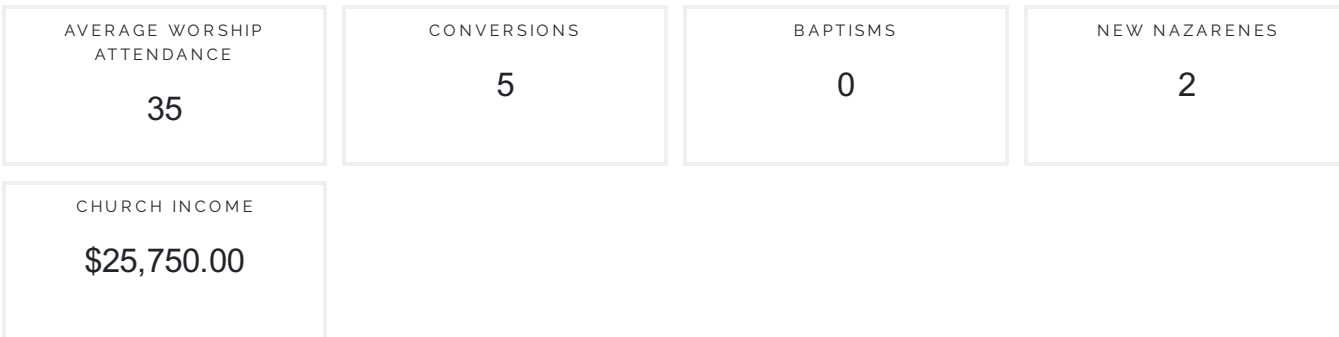 AVERAGE WORSHIP
ATTENDANCE
35
CONVERSIONS
5
BAPTISMS
0
NEW NAZARENES
2
CHURCH INCOME
$25,750.00